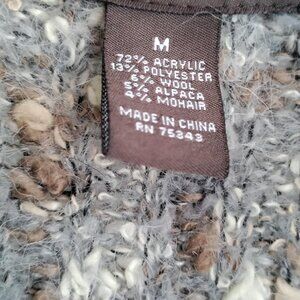 M
72% ACRYLIC
13% POLYESTER
6% WOOL
5% ALPACA
4% MOHAIR
MADE IN CHINA
RN 75343